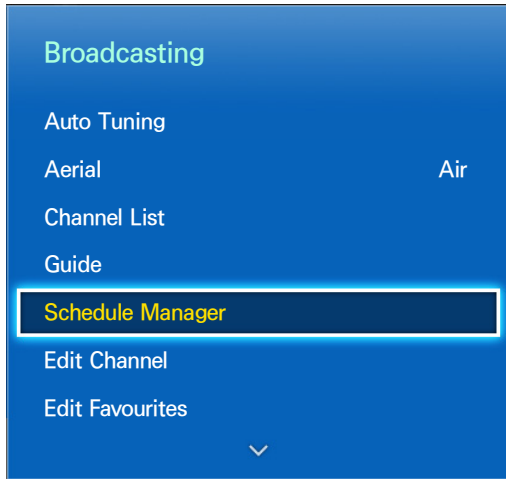 Broadcasting
Auto Tuning
Aerial Air
Channel List
Guide
Schedule Manager
Edit Channel
Edit Favourites